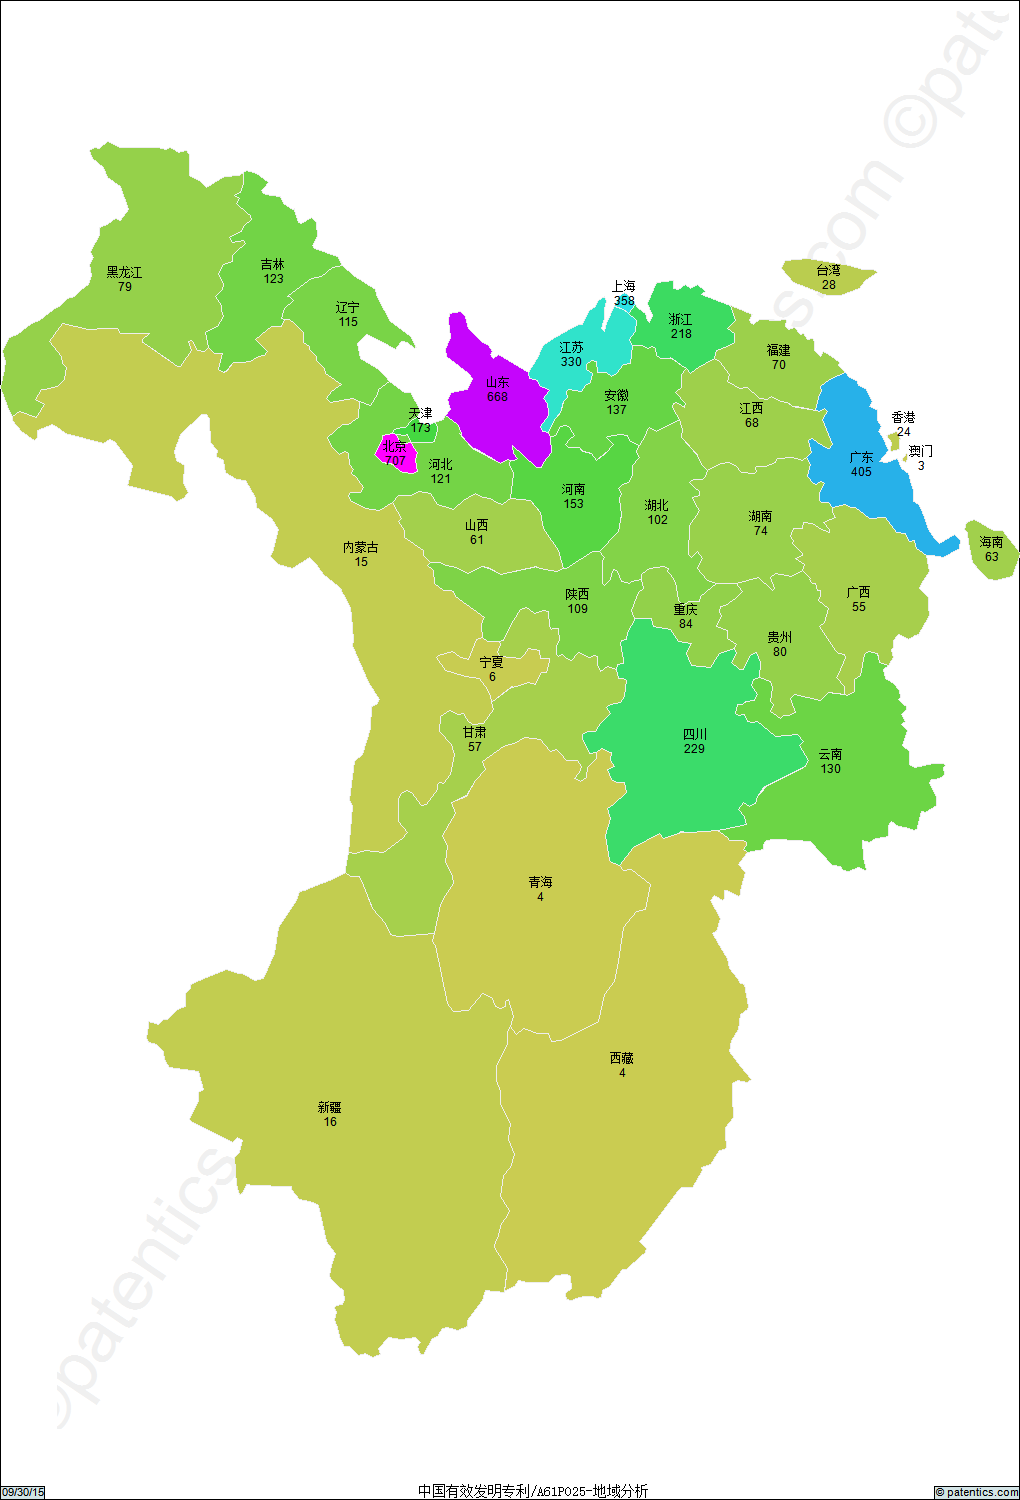 ©patentics.com ©pate
黑龙江
79
吉林
123
辽宁
115
台湾
28
上海
358
浙江
218
江苏
330
福建
70
山东
668
安徽
137
江西
68
天津
173
香港
24
北京
707
河北
121
澳门
3
广东
405
河南
153
湖北
102
湖南
74
山西
61
内蒙古
15
海南
63
陕西
109
重庆
84
广西
55
贵州
80
宁夏
6
甘肃
57
四川
229
云南
130
青海
4
西藏
4
新疆
16
09/30/15
中国有效发明专利/A61P025-地域分析
© patentics.com